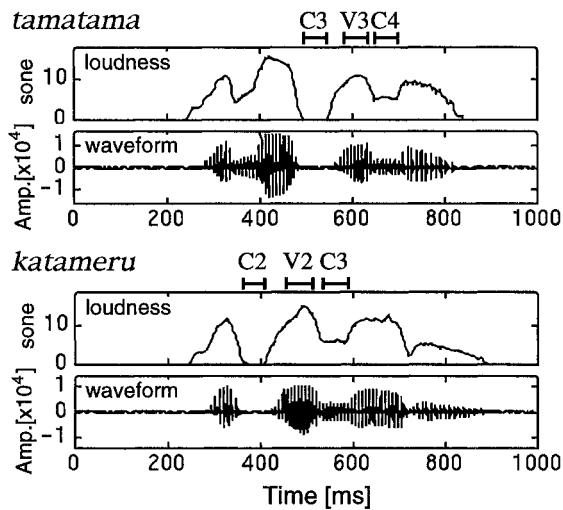 tamatama C3 V3 C4
loudness
sone
10
0
waveform
Amp.[x10⁴]
1
0
−1
0 200 400 600 800 1000
katameru C2 V2 C3
loudness
sone
10
0
waveform
Amp.[x10⁴]
1
0
−1
0 200 400 600 800 1000
Time [ms]